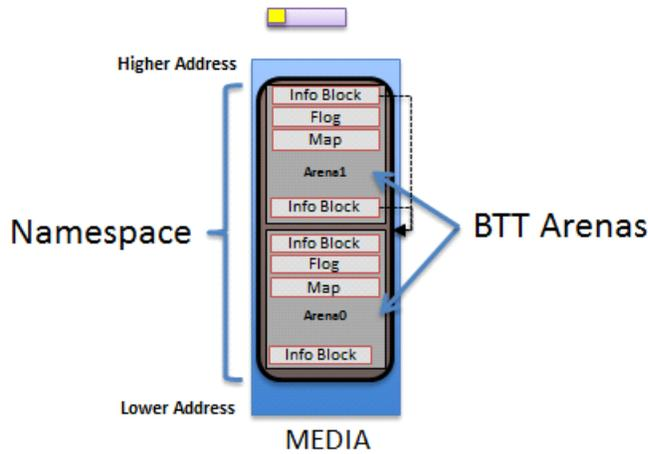 Higher Address
Info Block
Flog
Map
Arena1
Info Block
Namespace
BTT Arenas
Info Block
Flog
Map
Arena0
Info Block
Lower Address
MEDIA